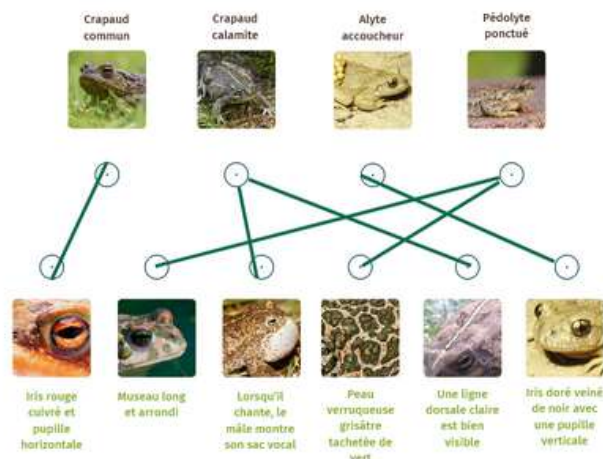 Crapaud
commun
Crapaud
calamite
Alyte
accoucheur
Pédolyte
ponctué
Iris rouge
cuivré et
pupille
horizontale
Museau long
et arrondi
Lorsqu'il
chante, le
mâle montre
son sac vocal
Peau
verruqueuse
grisâtre
tachetée de
vert
Une ligne
dorsale claire
est bien
visible
Iris doré veiné
de noir avec
une pupille
verticale